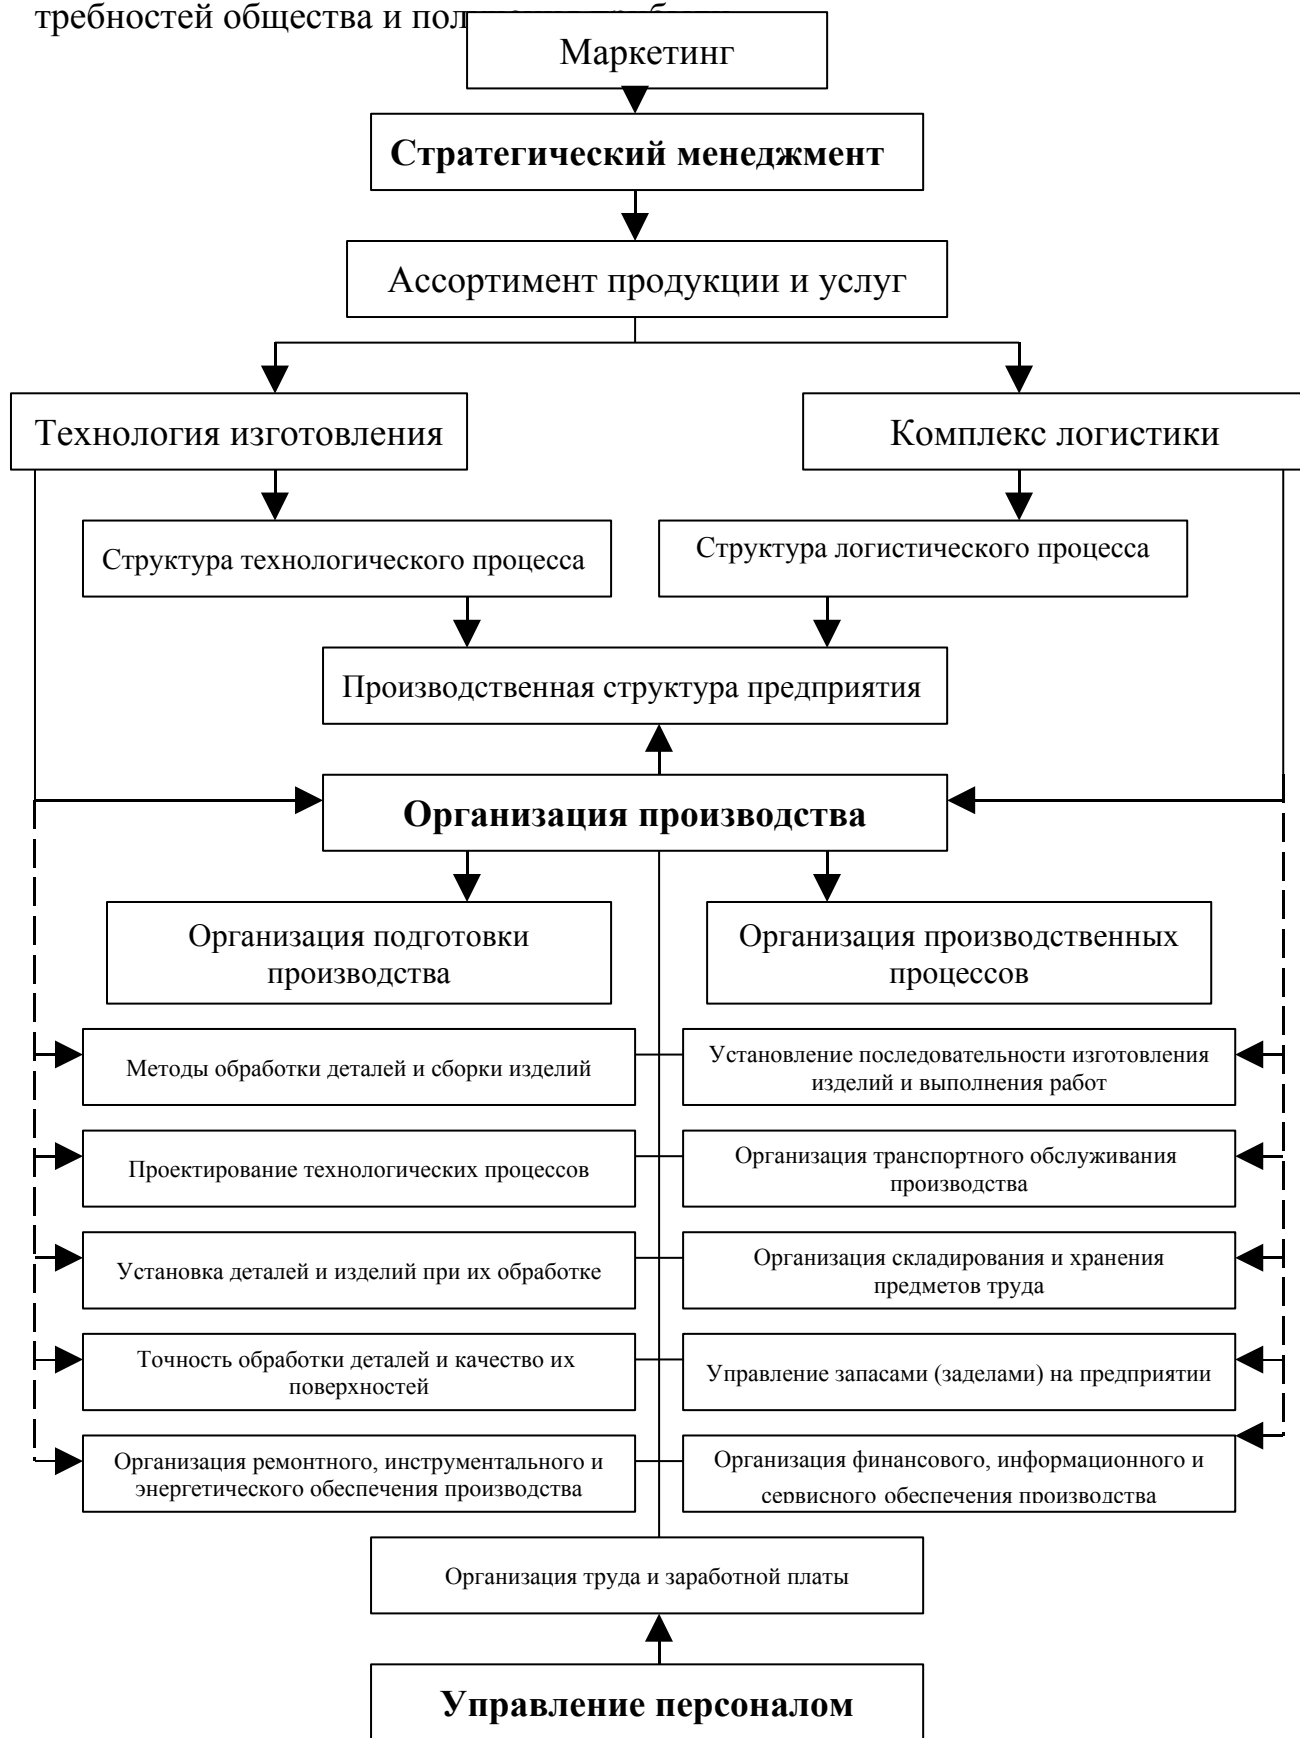 требностей общества и пол
Маркетинг
Стратегический менеджмент
Ассортимент продукции и услуг
Технология изготовления
Комплекс логистики
Структура технологического процесса
Структура логистического процесса
Производственная структура предприятия
Организация производства
Организация подготовки
производства
Организация производственных
процессов
Методы обработки деталей и сборки изделий
Установление последовательности изготовления
изделий и выполнения работ
Проектирование технологических процессов
Организация транспортного обслуживания
производства
Установка деталей и изделий при их обработке
Организация складирования и хранения
предметов труда
Точность обработки деталей и качество их
поверхностей
Управление запасами (заделами) на предприятии
Организация ремонтного, инструментального и
энергетического обеспечения производства
Организация финансового, информационного и
сервисного обеспечения производства
Организация труда и заработной платы
Управление персоналом